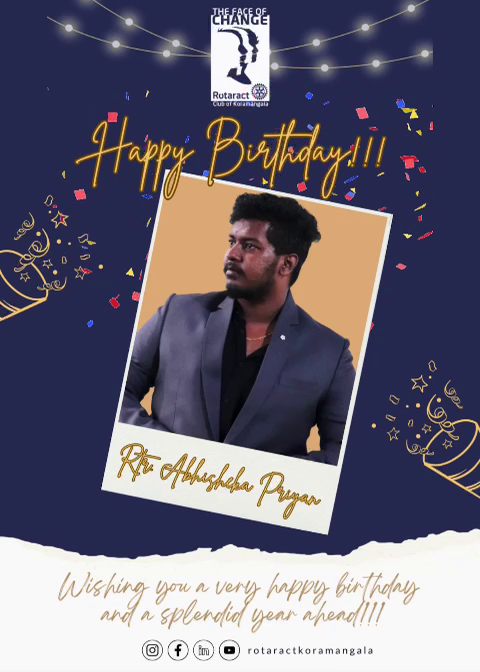 THE FACE OF
CHANGE
Rotaract
Club of Koramangala
Happy Birthday!!!
Rtr. Abhisheka Priyan
Wishing you a very happy birthday
and a splendid year ahead!!!
in
rotaractkoramangala